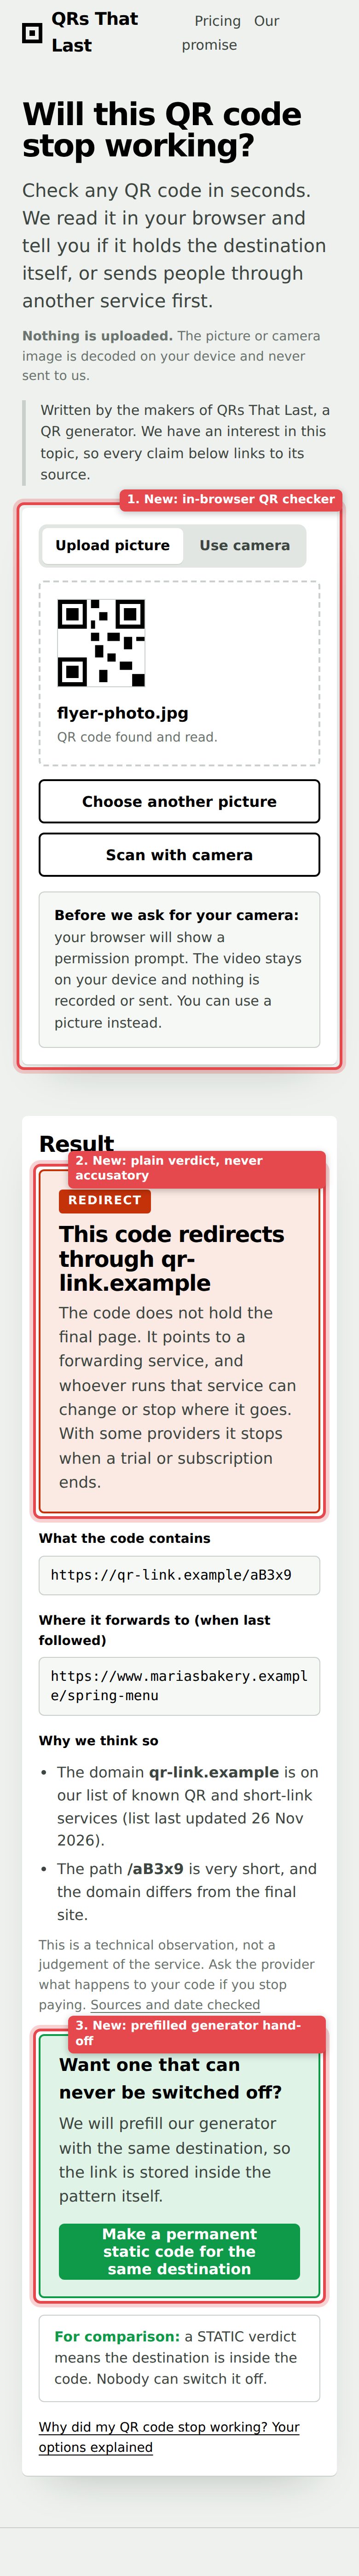 QRs That Last
Pricing Our promise
Will this QR code
stop working?
Check any QR code in seconds.
We read it in your browser and
tell you if it holds the destination
itself, or sends people through
another service first.
Nothing is uploaded. The picture or camera
image is decoded on your device and never
sent to us.
Written by the makers of QRs That Last, a
QR generator. We have an interest in this
topic, so every claim below links to its
source.
1. New: in-browser QR checker
Upload picture Use camera
flyer-photo.jpg
QR code found and read.
Choose another picture
Scan with camera
Before we ask for your camera:
your browser will show a
permission prompt. The video stays
on your device and nothing is
recorded or sent. You can use a
picture instead.
Result
2. New: plain verdict, never
accusatory
REDIRECT
This code redirects
through qr-
link.example
The code does not hold the
final page. It points to a
forwarding service, and
whoever runs that service can
change or stop where it goes.
With some providers it stops
when a trial or subscription
ends.
What the code contains
https://qr-link.example/aB3x9
Where it forwards to (when last
followed)
https://www.mariasbakery.exampl
e/spring-menu
Why we think so
• The domain qr-link.example is on
our list of known QR and short-link
services (list last updated 26 Nov
2026).
• The path /aB3x9 is very short, and
the domain differs from the final
site.
This is a technical observation, not a
judgement of the service. Ask the provider
what happens to your code if you stop
paying. Sources and date checked
3. New: prefilled generator hand-
off
Want one that can
never be switched off?
We will prefill our generator
with the same destination, so
the link is stored inside the
pattern itself.
Make a permanent
static code for the
same destination
For comparison: a STATIC verdict
means the destination is inside the
code. Nobody can switch it off.
Why did my QR code stop working? Your
options explained